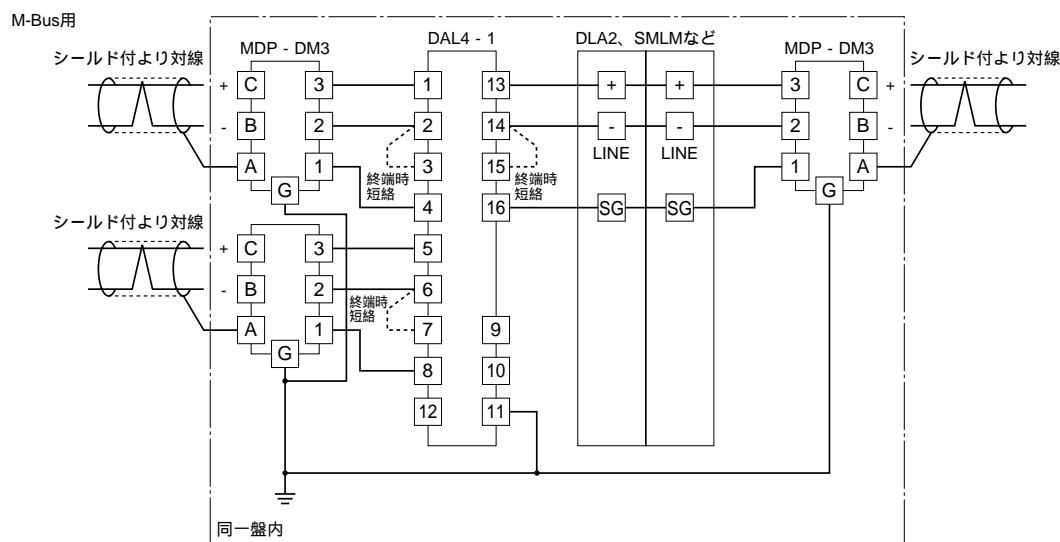 M-Bus用
シールド付より対線
MDP - DM3
DAL4 - 1
DLA2、SMLMなど
MDP - DM3
シールド付より対線
+ C 3 1 13 + + 3 C +
- B 2 2 14 - - 2 B -
LINE LINE
A 1 3 15 1 A
終端時
短絡
終端時
短絡
G 4 16 SG SG G
シールド付より対線
+ C 3 5
- B 2 6
終端時
短絡
A 1 7 9
G 8 10
12 11
同一盤内